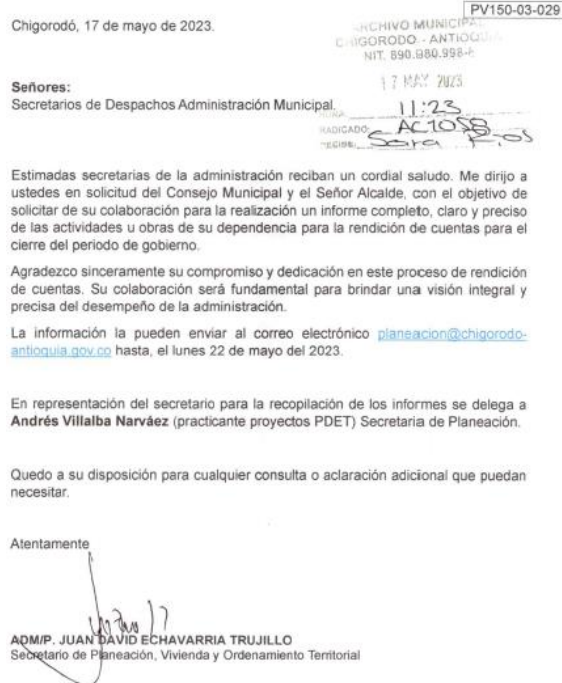 PV150-03-029
Chigorodó, 17 de mayo de 2023.
ARCHIVO MUNICIPAL
CHIGORODO - ANTIOQUIA
NIT. 890.980.998-8
17 MAY 2023
Señores:
Secretarios de Despachos Administración Municipal.
HORA: 11:23
RADICADO: AC1058
RECIBE: Sara Rios
Estimadas secretarias de la administración reciban un cordial saludo. Me dirijo a
ustedes en solicitud del Consejo Municipal y el Señor Alcalde, con el objetivo de
solicitar de su colaboración para la realización un informe completo, claro y preciso
de las actividades u obras de su dependencia para la rendición de cuentas para el
cierre del periodo de gobierno.
Agradezco sinceramente su compromiso y dedicación en este proceso de rendición
de cuentas. Su colaboración será fundamental para brindar una visión integral y
precisa del desempeño de la administración.
La información la pueden enviar al correo electrónico planeacion@chigorodo-
antioquia.gov.co hasta, el lunes 22 de mayo del 2023.
En representación del secretario para la recopilación de los informes se delega a
Andrés Villalba Narváez (practicante proyectos PDET) Secretaria de Planeación.
Quedo a su disposición para cualquier consulta o aclaración adicional que puedan
necesitar.
Atentamente
ADM/P. JUAN DAVID ECHAVARRIA TRUJILLO
Secretario de Planeación, Vivienda y Ordenamiento Territorial